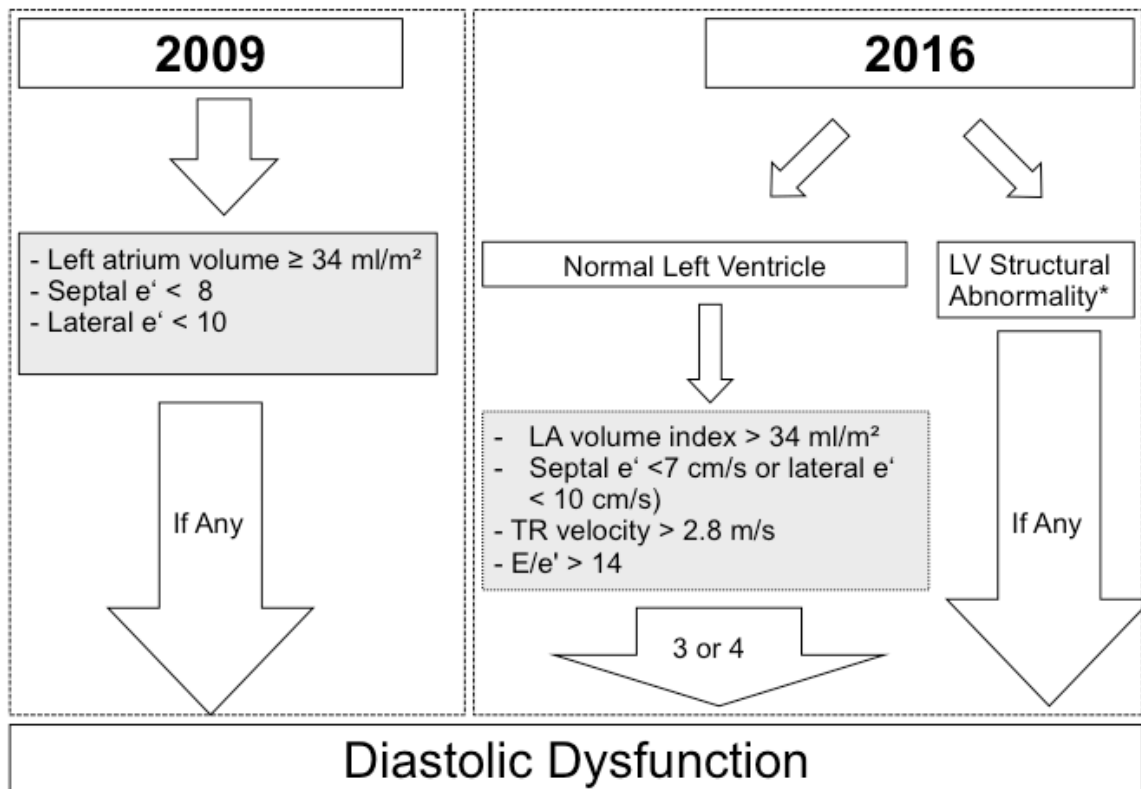 2009
- Left atrium volume ≥ 34 ml/m²
- Septal e‘ <  8
- Lateral e‘ < 10
If Any
2016
Normal Left Ventricle
- LA volume index > 34 ml/m²
- Septal e‘ <7 cm/s or lateral e‘
< 10 cm/s)
- TR velocity > 2.8 m/s
- E/e' > 14
3 or 4
LV Structural
Abnormality*
If Any
Diastolic Dysfunction